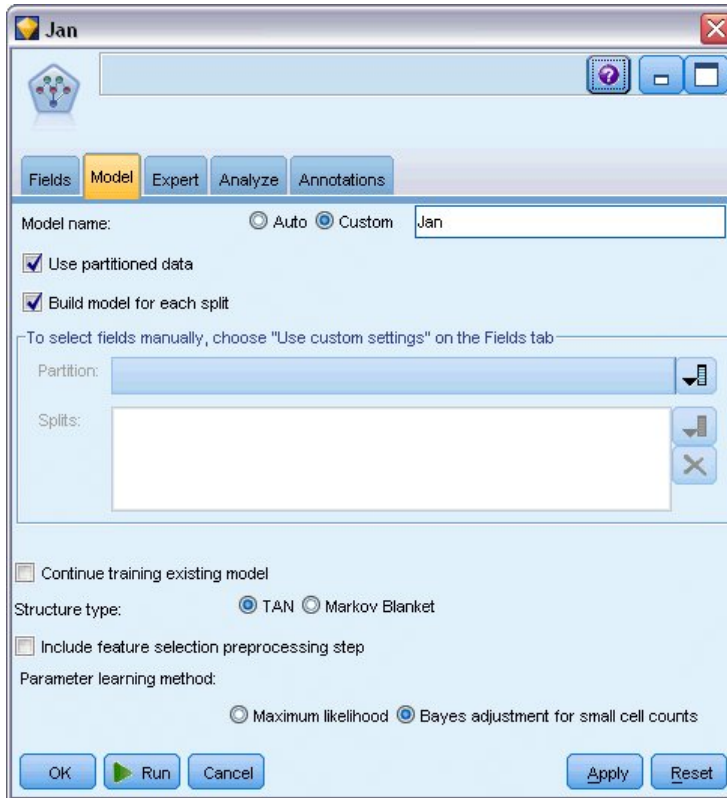 Jan
?
Fields Model Expert Analyze Annotations
Model name: Auto Custom Jan
Use partitioned data
Build model for each split
To select fields manually, choose "Use custom settings" on the Fields tab
Partition:
Splits:
Continue training existing model
Structure type: TAN Markov Blanket
Include feature selection preprocessing step
Parameter learning method:
Maximum likelihood Bayes adjustment for small cell counts
OK Run Cancel Apply Reset